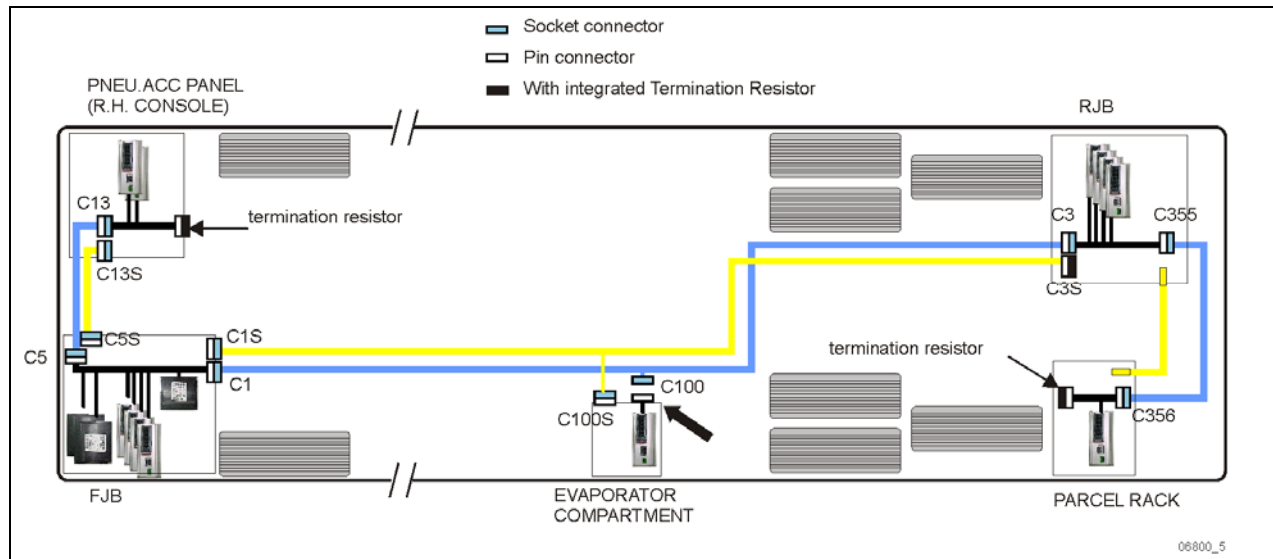 Socket connector
Pin connector
With integrated Termination Resistor
PNEU.ACC PANEL
(R.H. CONSOLE)
RJB
C13
termination resistor
C3
C355
C13S
C3S
C5S
C1S
C5
C1
termination resistor
C100
C100S
C356
FJB
EVAPORATOR
COMPARTMENT
PARCEL RACK
06800_5